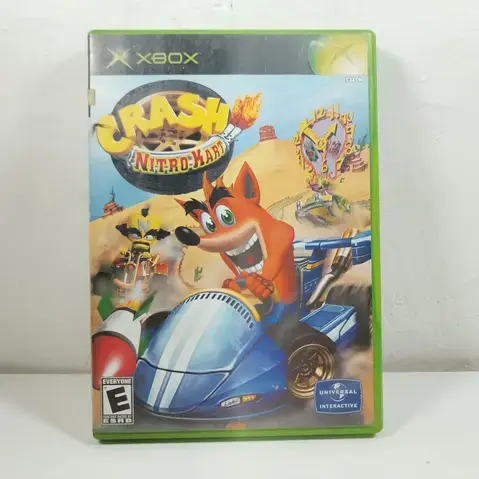 XBOX
CRASH
NITRO KART
EVERYONE
E
ESRB
UNIVERSAL
INTERACTIVE